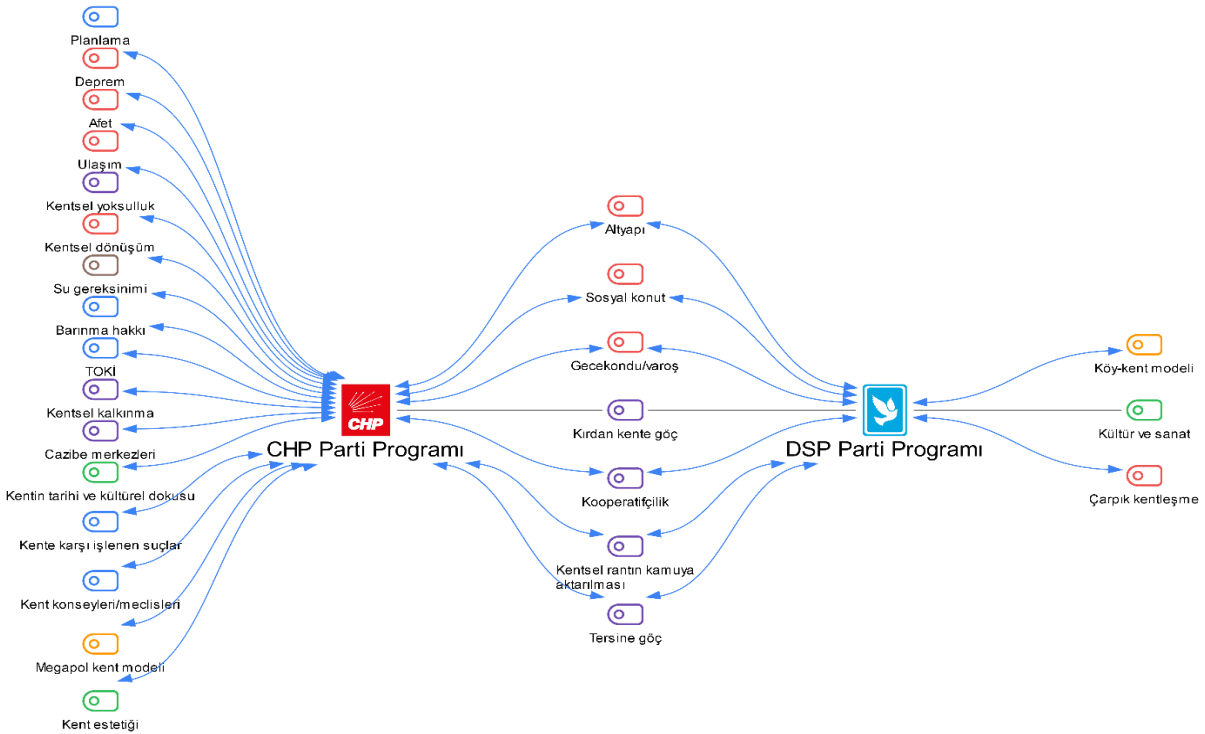 Planlama
Deprem
Afet
Ulaşım
Kentsel yoksulluk
Kentsel dönüşüm
Su gereksinimi
Barınma hakkı
TOKİ
Kentsel kalkınma
Cazibe merkezleri
Kentin tarihi ve kültürel dokusu
Kente karşı işlenen suçlar
Kent konseyleri/meclisleri
Megapol kent modeli
Kent estetiği
CHP
CHP Parti Programı
Altyapı
Sosyal konut
Gecekondu/varoş
Kırdan kente göç
Kooperatifçilik
Kentsel rantın kamuya
aktarılması
Tersine göç
DSP Parti Programı
Köy-kent modeli
Kültür ve sanat
Çarpık kentleşme